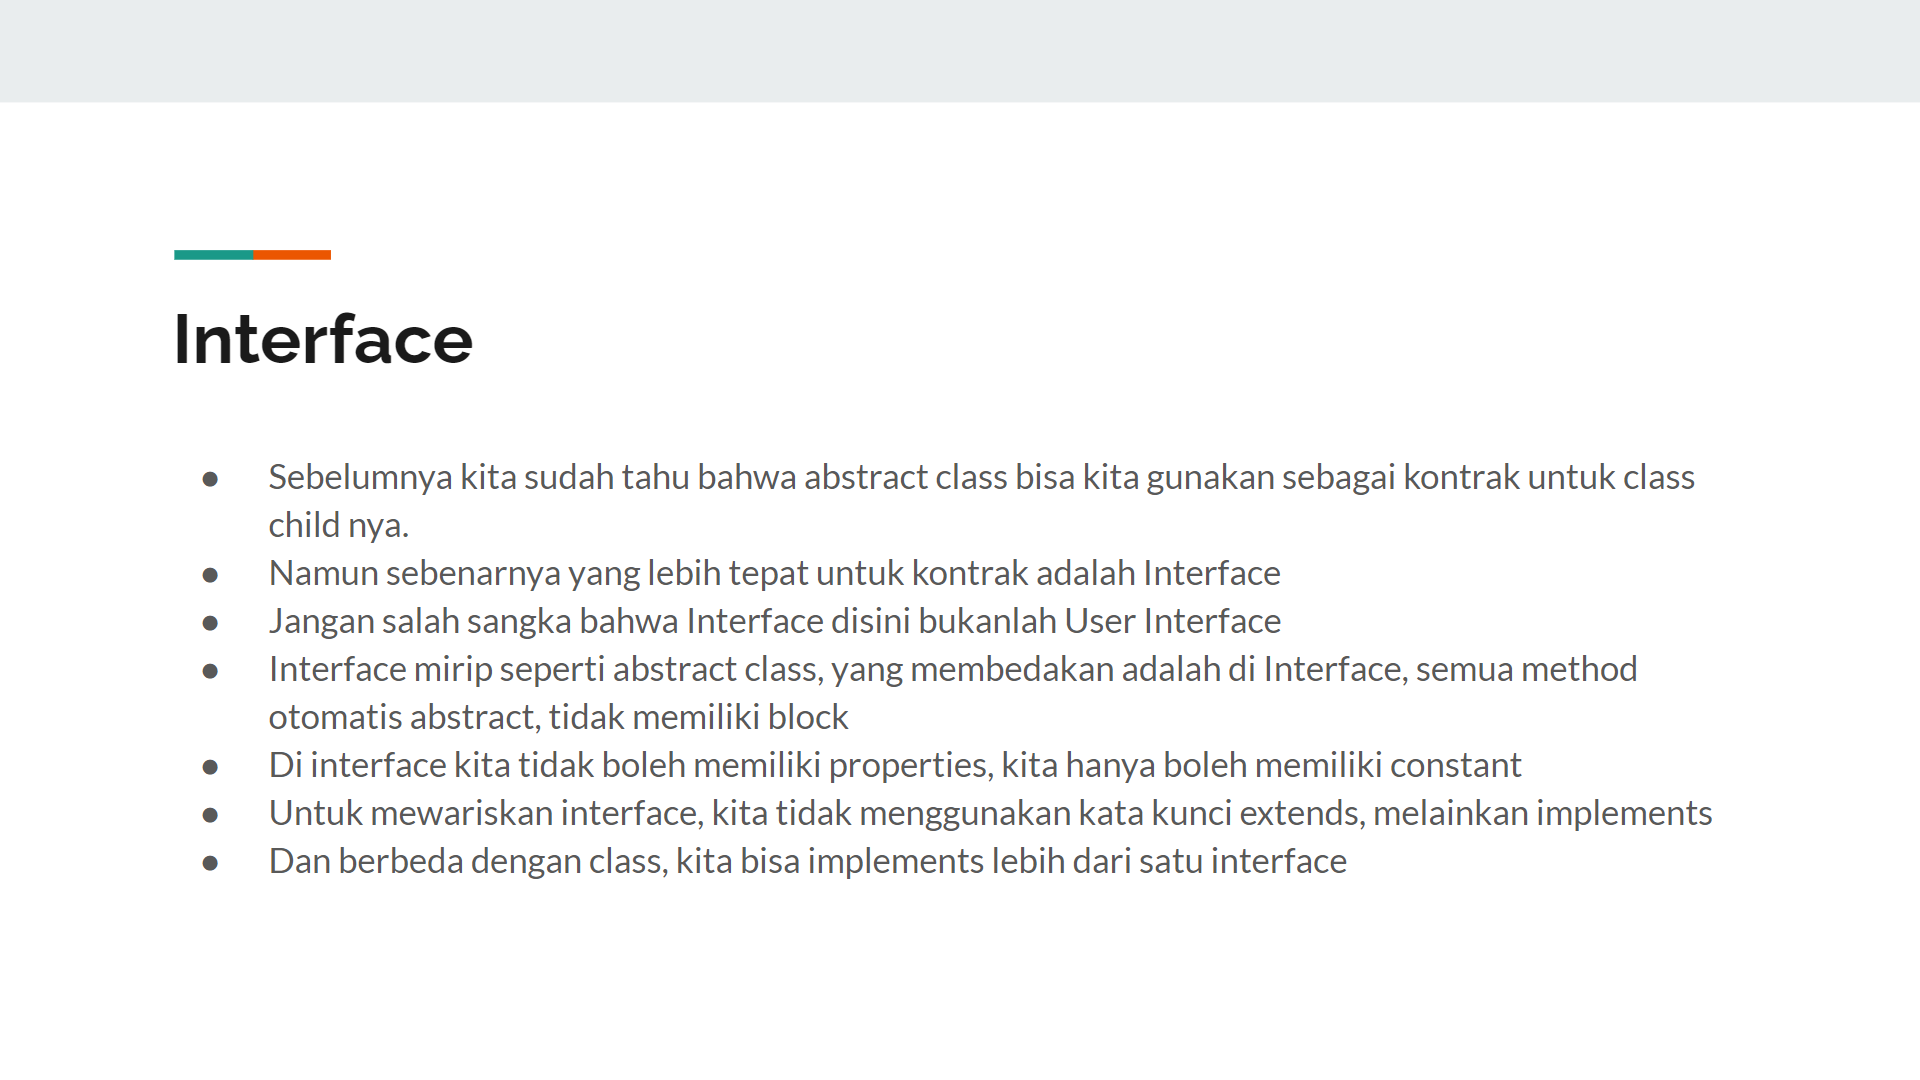 Interface
● Sebelumnya kita sudah tahu bahwa abstract class bisa kita gunakan sebagai kontrak untuk class
child nya.
● Namun sebenarnya yang lebih tepat untuk kontrak adalah Interface
● Jangan salah sangka bahwa Interface disini bukanlah User Interface
● Interface mirip seperti abstract class, yang membedakan adalah di Interface, semua method
otomatis abstract, tidak memiliki block
● Di interface kita tidak boleh memiliki properties, kita hanya boleh memiliki constant
● Untuk mewariskan interface, kita tidak menggunakan kata kunci extends, melainkan implements
● Dan berbeda dengan class, kita bisa implements lebih dari satu interface